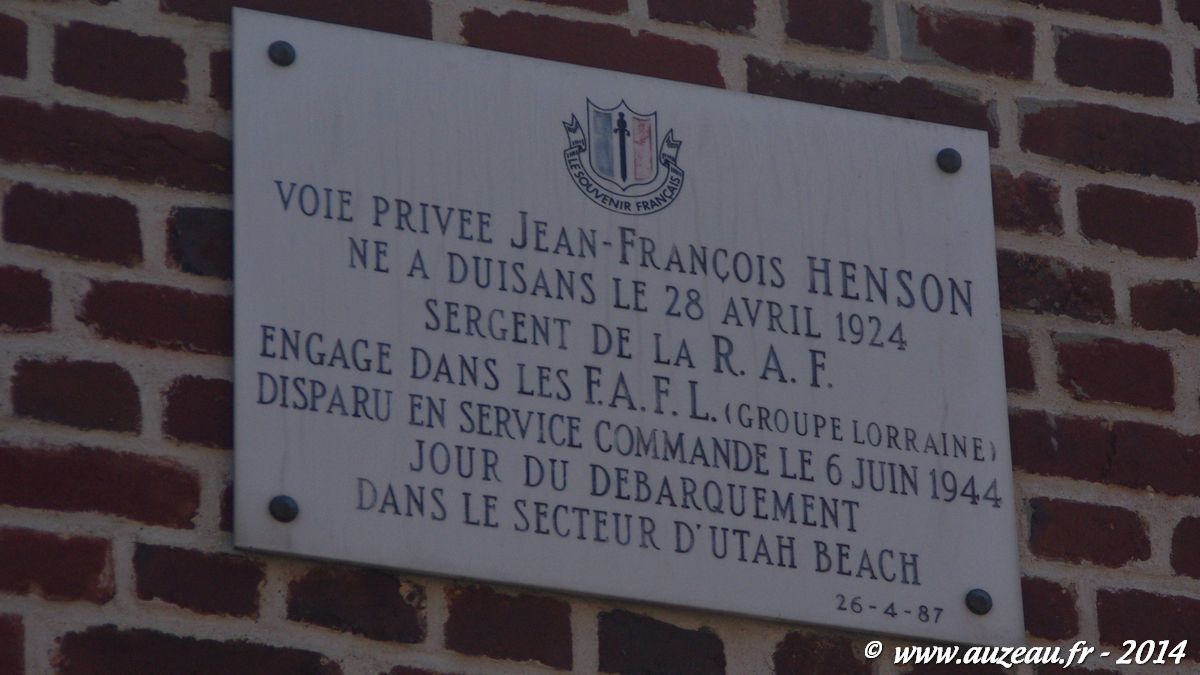 LE SOUVENIR FRANÇAIS
VOIE PRIVEE JEAN-FRANÇOIS HENSON
NE A DUISANS LE 28 AVRIL 1924
SERGENT DE LA R. A. F.
ENGAGE DANS LES F. A. F. L. (GROUPE LORRAINE)
DISPARU EN SERVICE COMMANDE LE 6 JUIN 1944
JOUR DU DEBARQUEMENT
DANS LE SECTEUR D'UTAH BEACH
26-4-87
© www.auzeau.fr - 2014